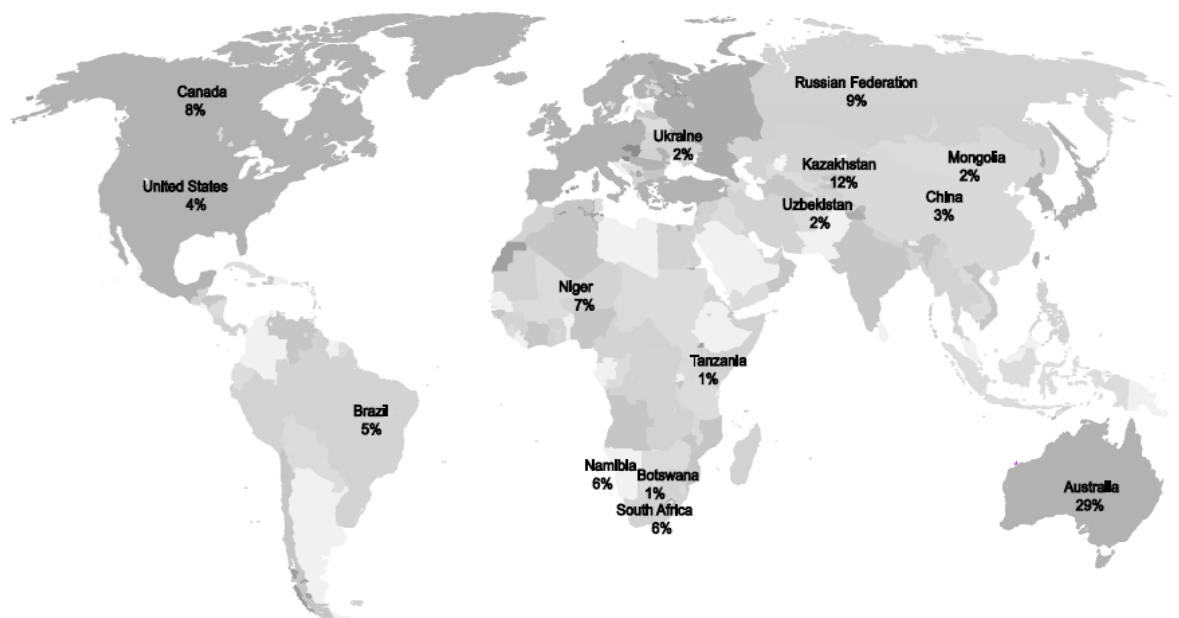 Canada
8%
Russian Federation
9%
Ukraine
2%
Kazakhstan
12%
Mongolia
2%
United States
4%
Uzbekistan
2%
China
3%
Niger
7%
Tanzania
1%
Brazil
5%
Namibia
6%
Botswana
1%
South Africa
6%
Australia
29%